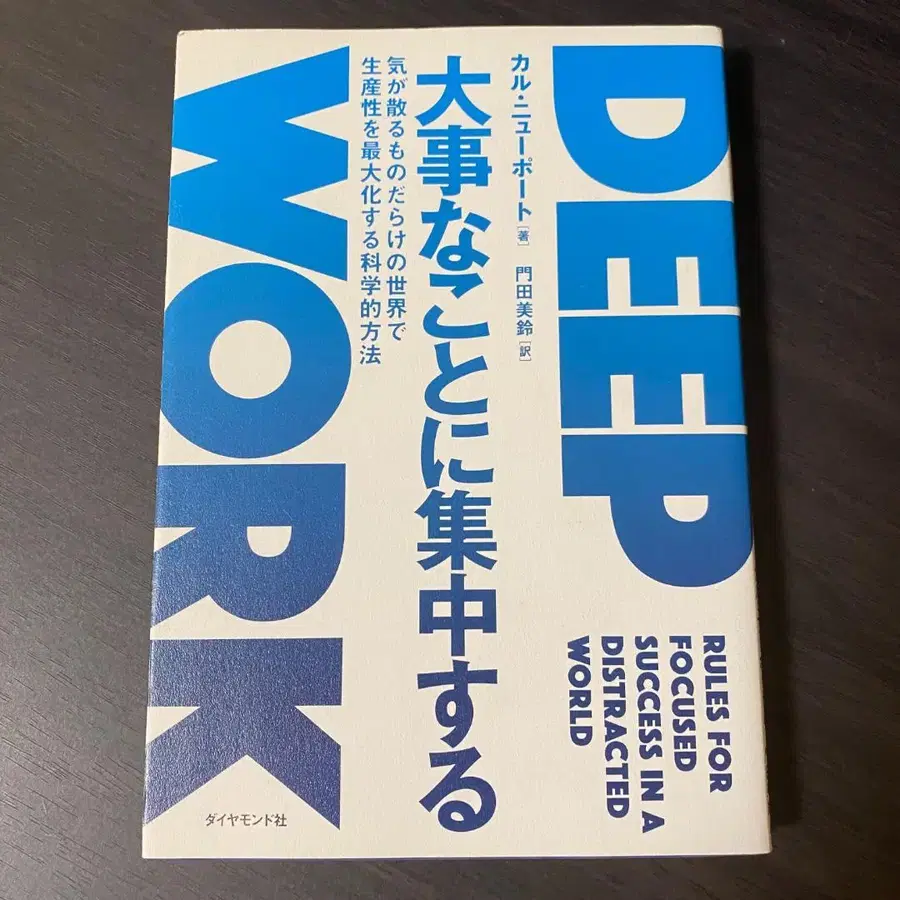 DEEP
WORK
RULES FOR
FOCUSED
SUCCESS IN A
DISTRACTED
WORLD
カル・ニューポート[著] 門田美鈴[訳]
大事なことに集中する
気が散るものだらけの世界で
生産性を最大化する科学的方法
ダイヤモンド社